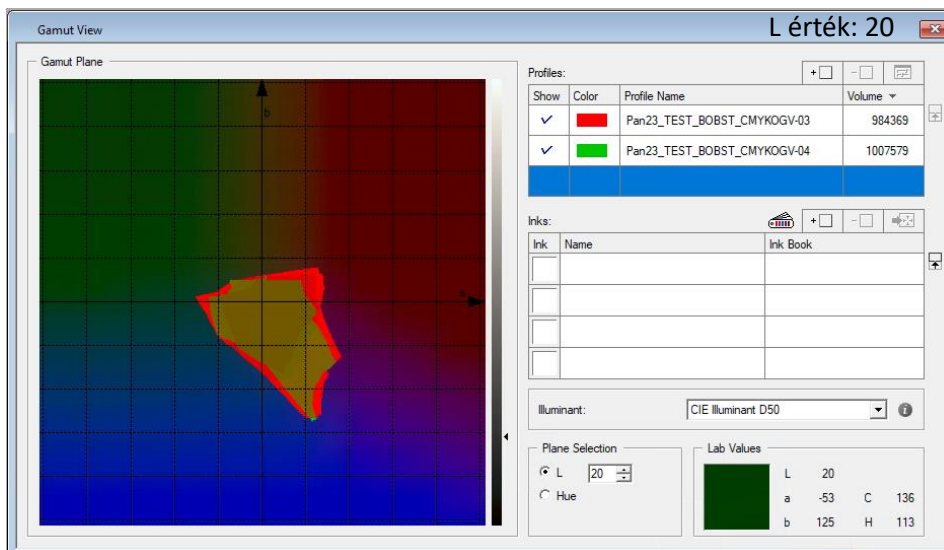 Gamut View
L érték: 20
Gamut Plane
b
a
Profiles:
Show Color Profile Name Volume
Pan23_TEST_BOBST_CMYKOGV-03 984369
Pan23_TEST_BOBST_CMYKOGV-04 1007579
Inks:
Ink Name Ink Book
Illuminant: CIE Illuminant D50
Plane Selection
L 20
Hue
Lab Values
L 20
a -53 C 136
b 125 H 113